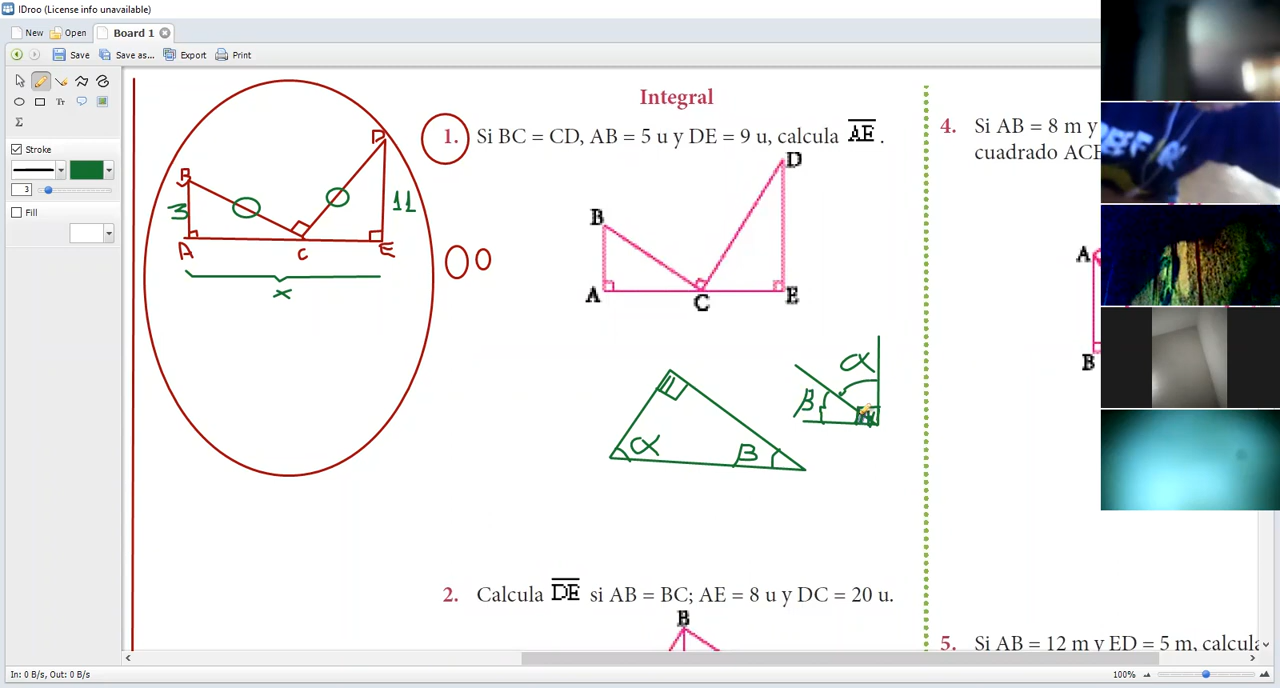 IDroo (License info unavailable)
New Open Board 1
Save Save as... Export Print
Tr
Σ
Stroke
3
Fill
B
D
3
11
A
C
E
x
Integral
1. Si BC = CD, AB = 5 u y DE = 9 u, calcula AE.
D
B
A
C
E
α
β
α
β
2. Calcula DE si AB = BC; AE = 8 u y DC = 20 u.
B
4. Si AB = 8 m y
cuadrado ACE
A
B
5. Si AB = 12 m y ED = 5 m, calcula
In: 0 B/s, Out: 0 B/s
100%